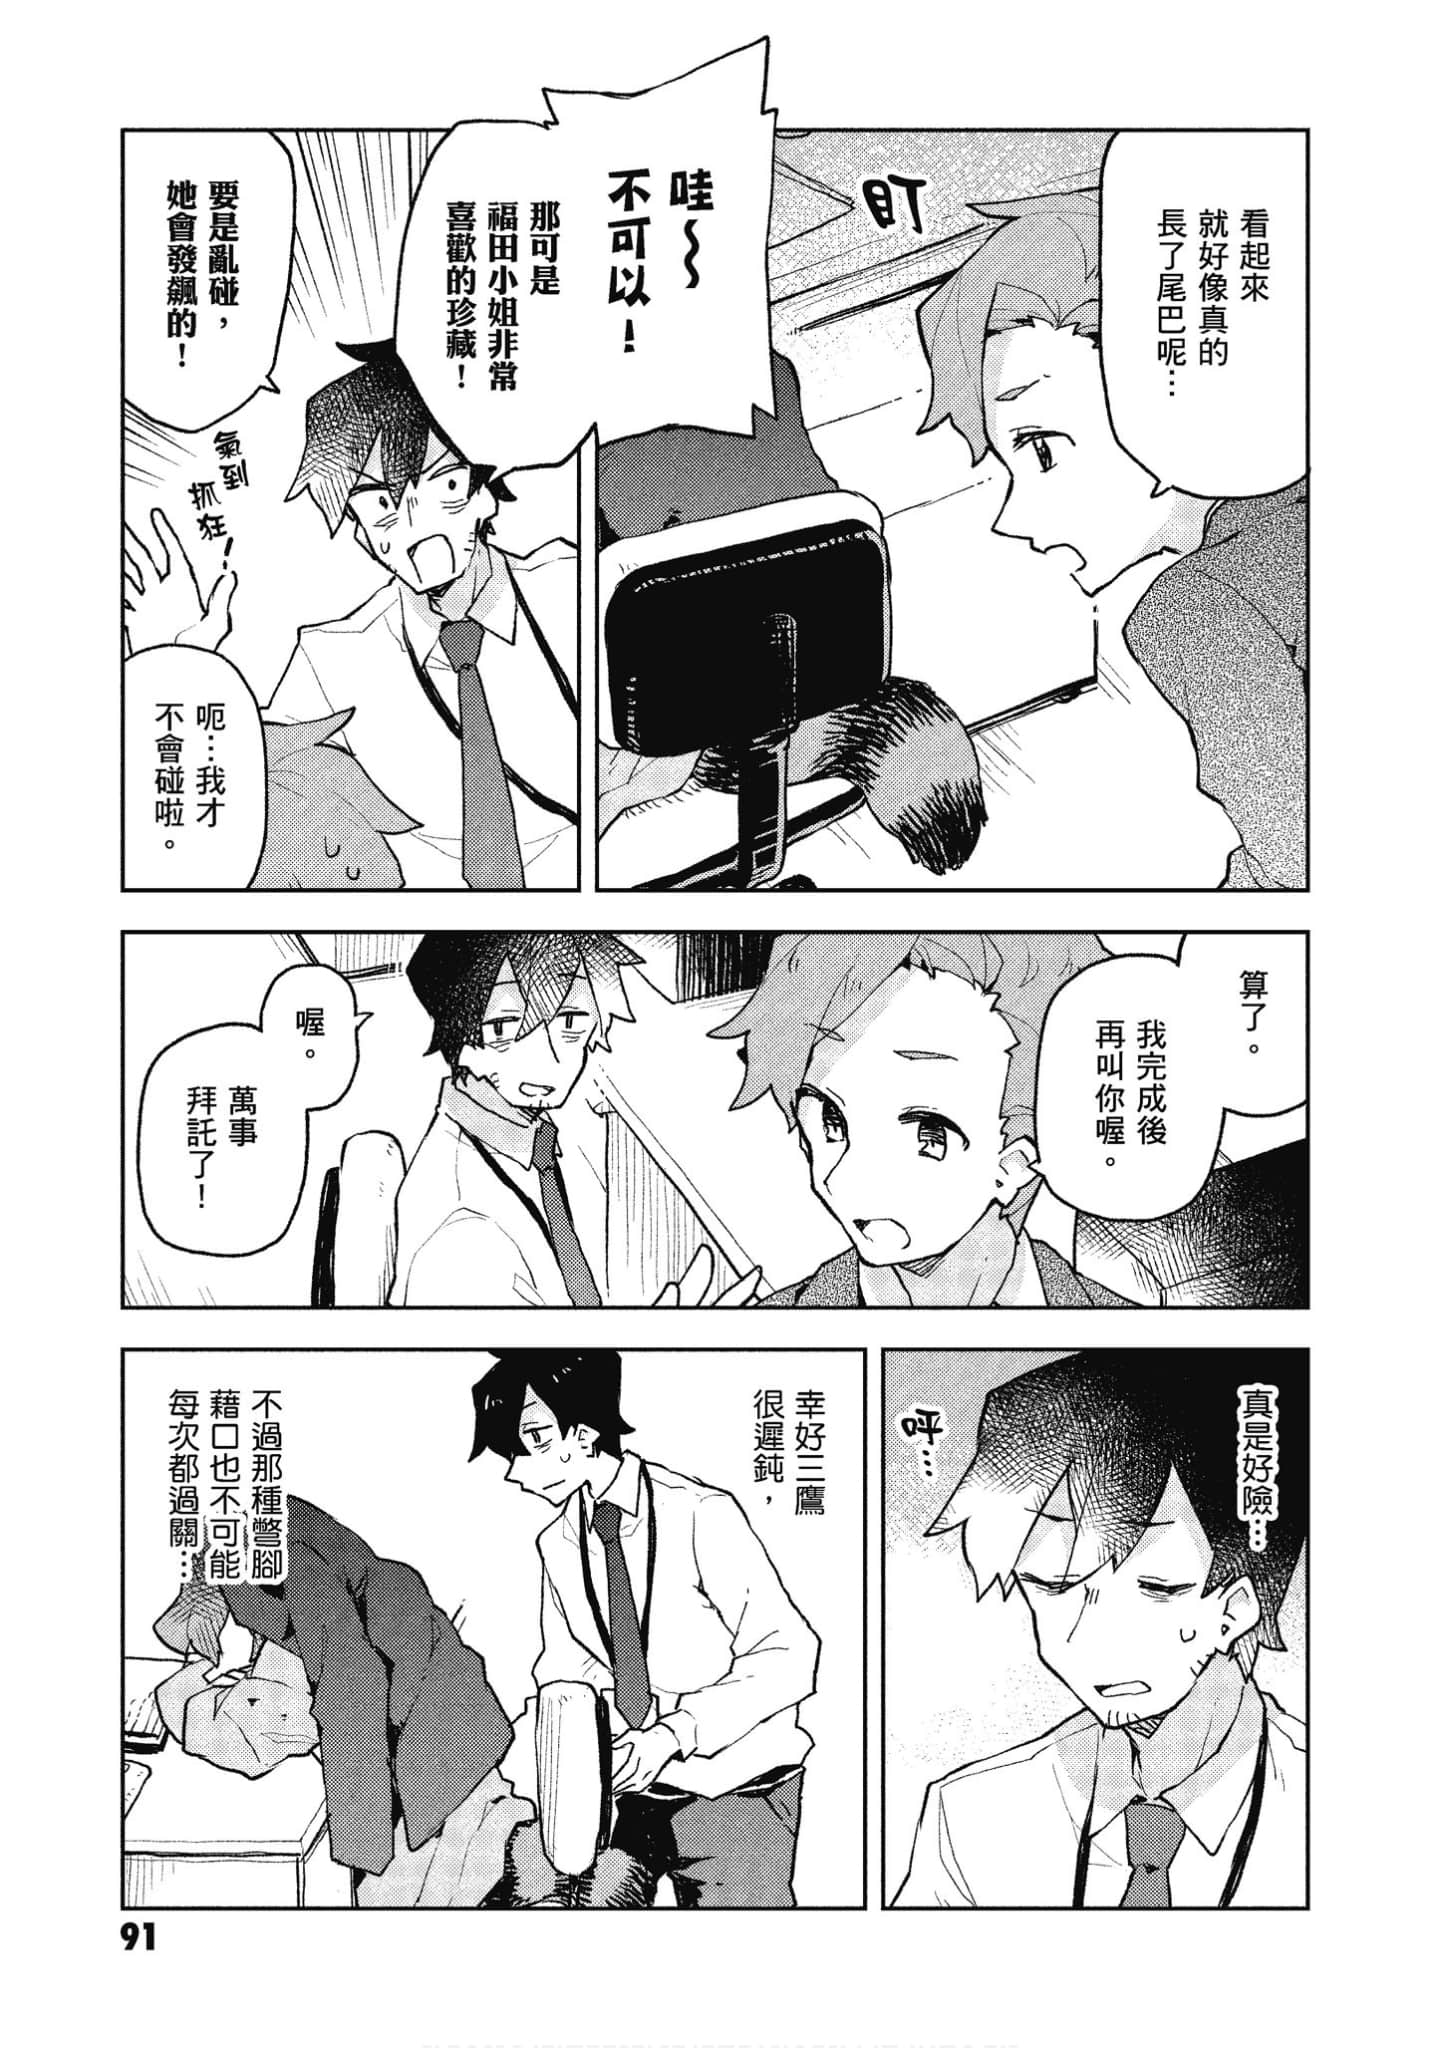 看起來
就好像真的
長了尾巴呢…
盯
哇～
不可以！
那可是
福田小姐非常
喜歡的珍藏！
要是亂碰，
她會發飆的！
氣到
抓狂！
呃…我才
不會碰啦。
算了。
我完成後
再叫你喔。
喔。
萬事
拜託了！
真是好險…
呼…
幸好三鷹
很遲鈍，
不過那種彆腳
藉口也不可能
每次都過關…
91